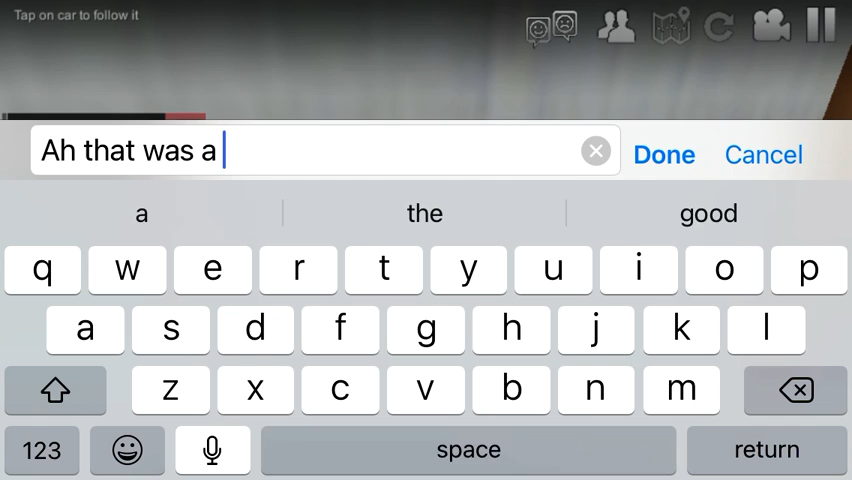 Tap on car to follow it
Ah that was a
Done Cancel
a the good
q w e r t y u i o p
a s d f g h j k l
z x c v b n m
123 space return